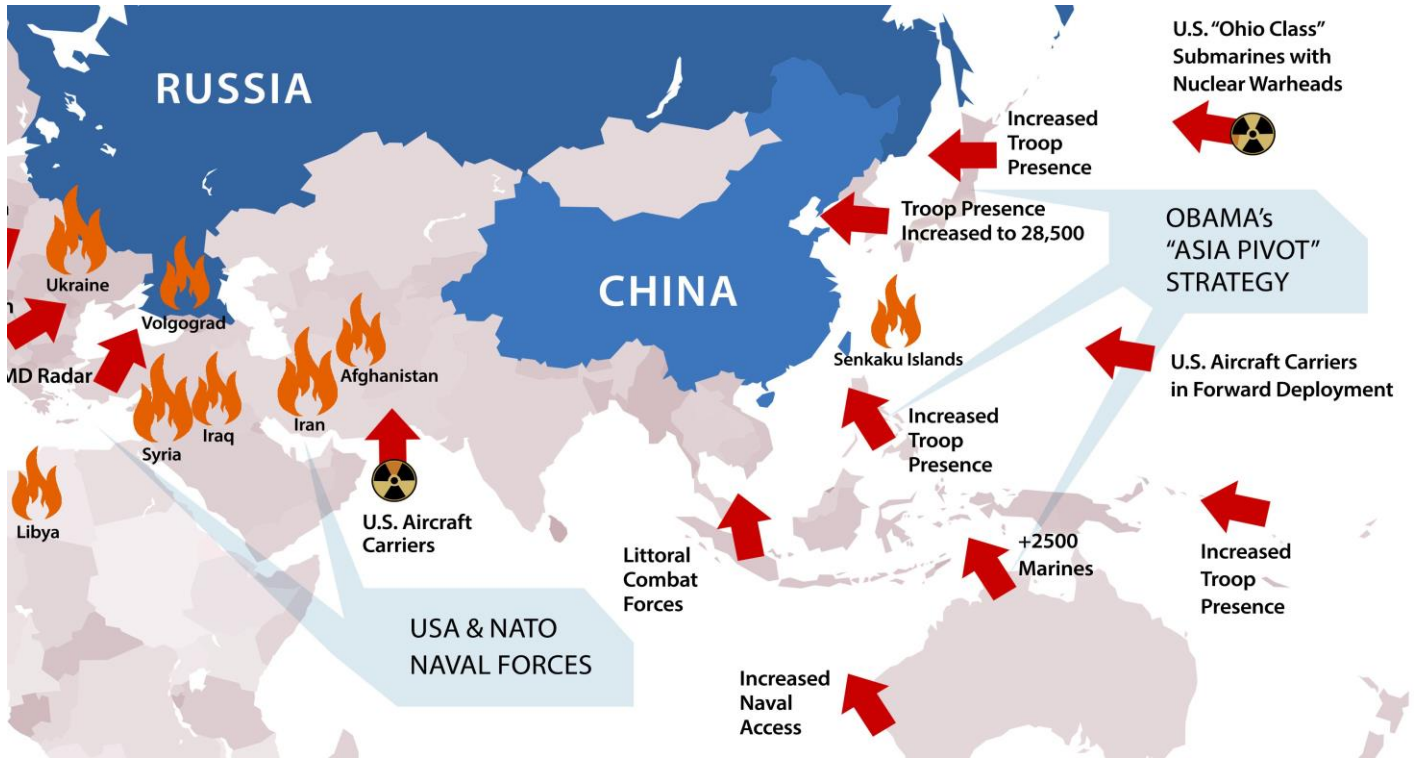 RUSSIA
CHINA
U.S. “Ohio Class”
Submarines with
Nuclear Warheads
Increased
Troop
Presence
Troop Presence
Increased to 28,500
OBAMA’s
“ASIA PIVOT”
STRATEGY
Ukraine
Volgograd
MD Radar
Afghanistan
Iran
Iraq
Syria
Libya
Senkaku Islands
U.S. Aircraft Carriers
in Forward Deployment
Increased
Troop
Presence
U.S. Aircraft
Carriers
Littoral
Combat
Forces
+2500
Marines
Increased
Troop
Presence
USA & NATO
NAVAL FORCES
Increased
Naval
Access